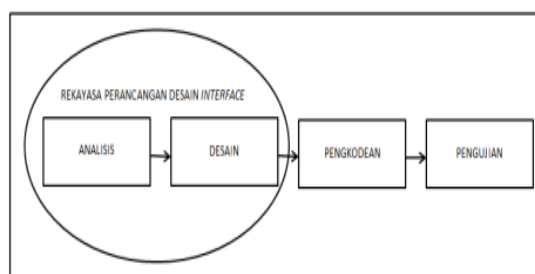 REKAYASA PERANCANGAN DESAIN INTERFACE
ANALISIS
DESAIN
PENGKODEAN
PENGUJIAN